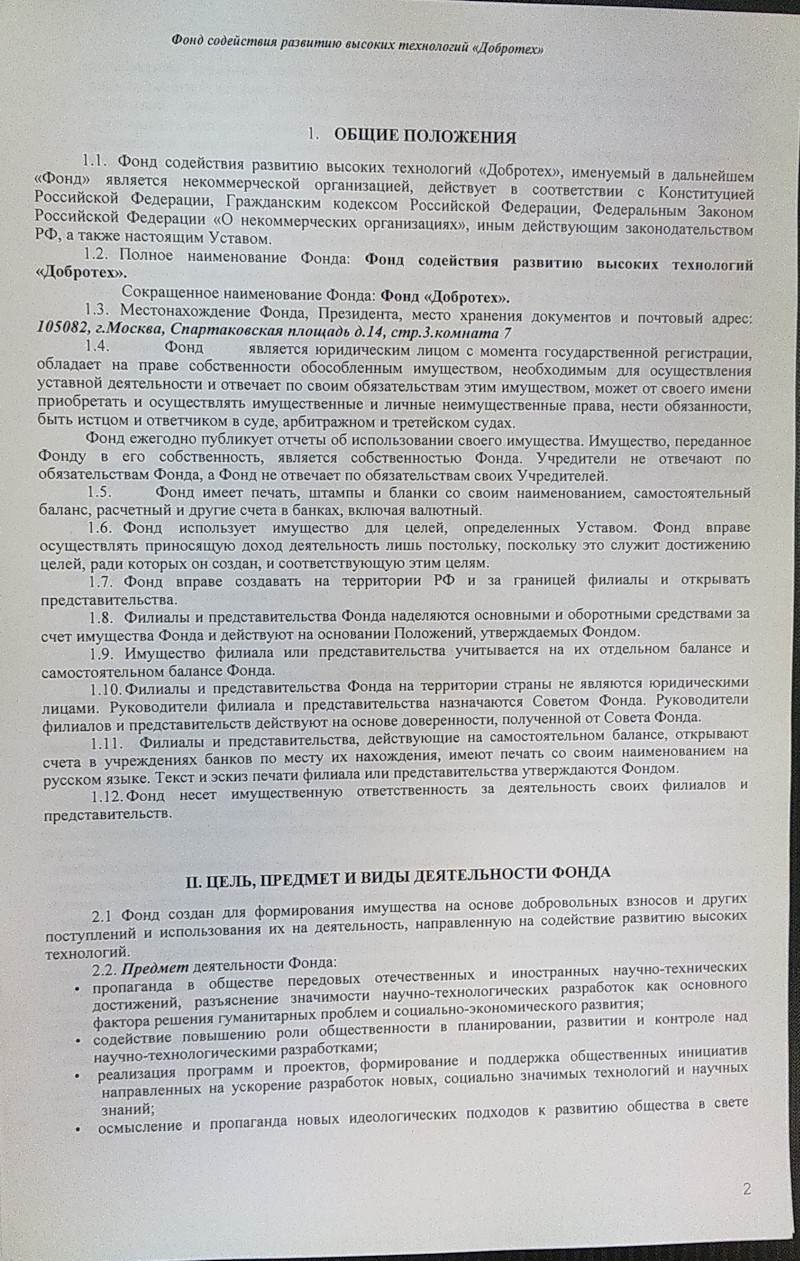 Фонд содействия развитию высоких технологий «Добротех»
1. ОБЩИЕ ПОЛОЖЕНИЯ
1.1. Фонд содействия развитию высоких технологий «Добротех», именуемый в дальнейшем
«Фонд» является некоммерческой организацией, действует в соответствии с Конституцией
Российской Федерации, Гражданским кодексом Российской Федерации, Федеральным Законом
Российской Федерации «О некоммерческих организациях», иным действующим законодательством
РФ, а также настоящим Уставом.
1.2. Полное наименование Фонда: Фонд содействия развитию высоких технологий
«Добротех».
Сокращенное наименование Фонда: Фонд «Добротех».
1.3. Местонахождение Фонда, Президента, место хранения документов и почтовый адрес:
105082, г.Москва, Спартаковская площадь д.14, стр.3.комната 7
1.4. Фонд является юридическим лицом с момента государственной регистрации,
обладает на праве собственности обособленным имуществом, необходимым для осуществления
уставной деятельности и отвечает по своим обязательствам этим имуществом, может от своего имени
приобретать и осуществлять имущественные и личные неимущественные права, нести обязанности,
быть истцом и ответчиком в суде, арбитражном и третейском судах.
Фонд ежегодно публикует отчеты об использовании своего имущества. Имущество, переданное
Фонду в его собственность, является собственностью Фонда. Учредители не отвечают по
обязательствам Фонда, а Фонд не отвечает по обязательствам своих Учредителей.
1.5. Фонд имеет печать, штампы и бланки со своим наименованием, самостоятельный
баланс, расчетный и другие счета в банках, включая валютный.
1.6. Фонд использует имущество для целей, определенных Уставом. Фонд вправе
осуществлять приносящую доход деятельность лишь постольку, поскольку это служит достижению
целей, ради которых он создан, и соответствующую этим целям.
1.7. Фонд вправе создавать на территории РФ и за границей филиалы и открывать
представительства.
1.8. Филиалы и представительства Фонда наделяются основными и оборотными средствами за
счет имущества Фонда и действуют на основании Положений, утверждаемых Фондом.
1.9. Имущество филиала или представительства учитывается на их отдельном балансе и
самостоятельном балансе Фонда.
1.10. Филиалы и представительства Фонда на территории страны не являются юридическими
лицами. Руководители филиала и представительства назначаются Советом Фонда. Руководители
филиалов и представительств действуют на основе доверенности, полученной от Совета Фонда.
1.11. Филиалы и представительства, действующие на самостоятельном балансе, открывают
счета в учреждениях банков по месту их нахождения, имеют печать со своим наименованием на
русском языке. Текст и эскиз печати филиала или представительства утверждаются Фондом.
1.12. Фонд несет имущественную ответственность за деятельность своих филиалов и
представительств.
II. ЦЕЛЬ, ПРЕДМЕТ И ВИДЫ ДЕЯТЕЛЬНОСТИ ФОНДА
2.1 Фонд создан для формирования имущества на основе добровольных взносов и других
поступлений и использования их на деятельность, направленную на содействие развитию высоких
технологий.
2.2. Предмет деятельности Фонда:
• пропаганда в обществе передовых отечественных и иностранных научно-технических
достижений, разъяснение значимости научно-технологических разработок как основного
фактора решения гуманитарных проблем и социально-экономического развития;
• содействие повышению роли общественности в планировании, развитии и контроле над
научно-технологическими разработками;
• реализация программ и проектов, формирование и поддержка общественных инициатив
направленных на ускорение разработок новых, социально значимых технологий и научных
знаний;
• осмысление и пропаганда новых идеологических подходов к развитию общества в свете
2